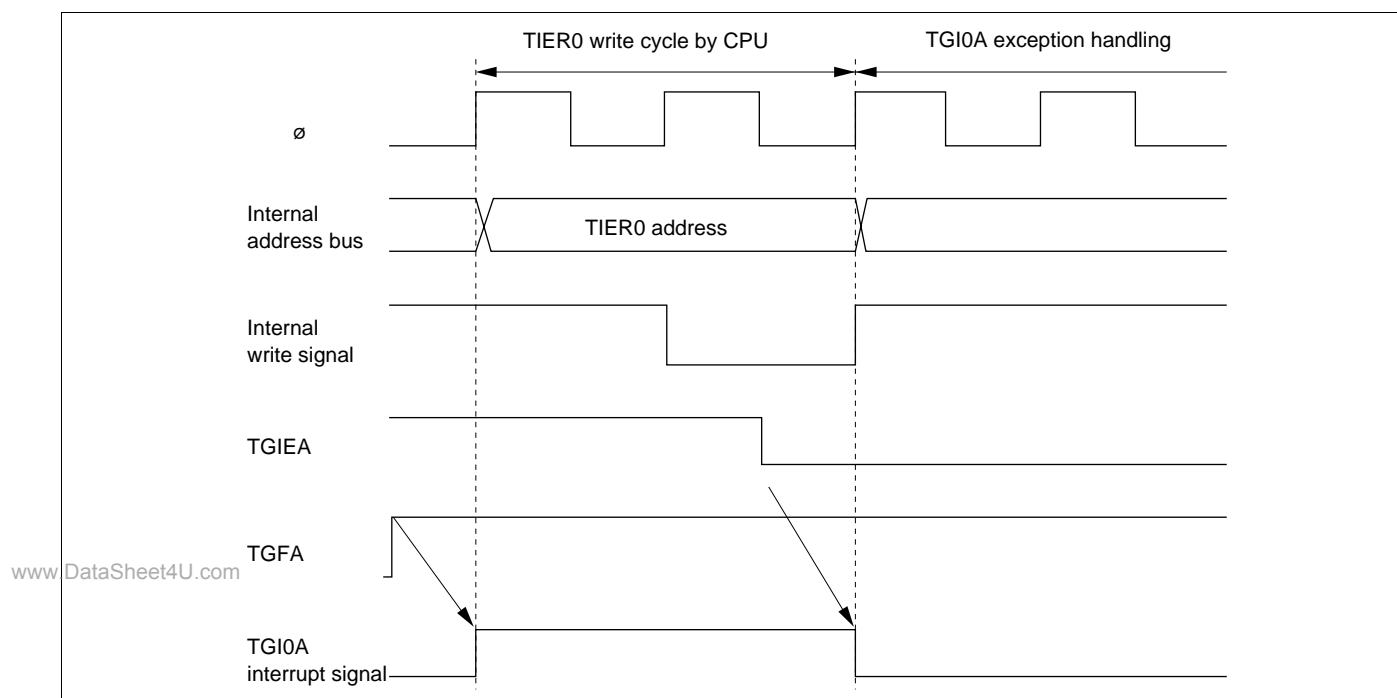 TIER0 write cycle by CPU
TGI0A exception handling
ø
Internal
address bus
TIER0 address
Internal
write signal
TGIEA
TGFA
www.DataSheet4U.com
TGI0A
interrupt signal